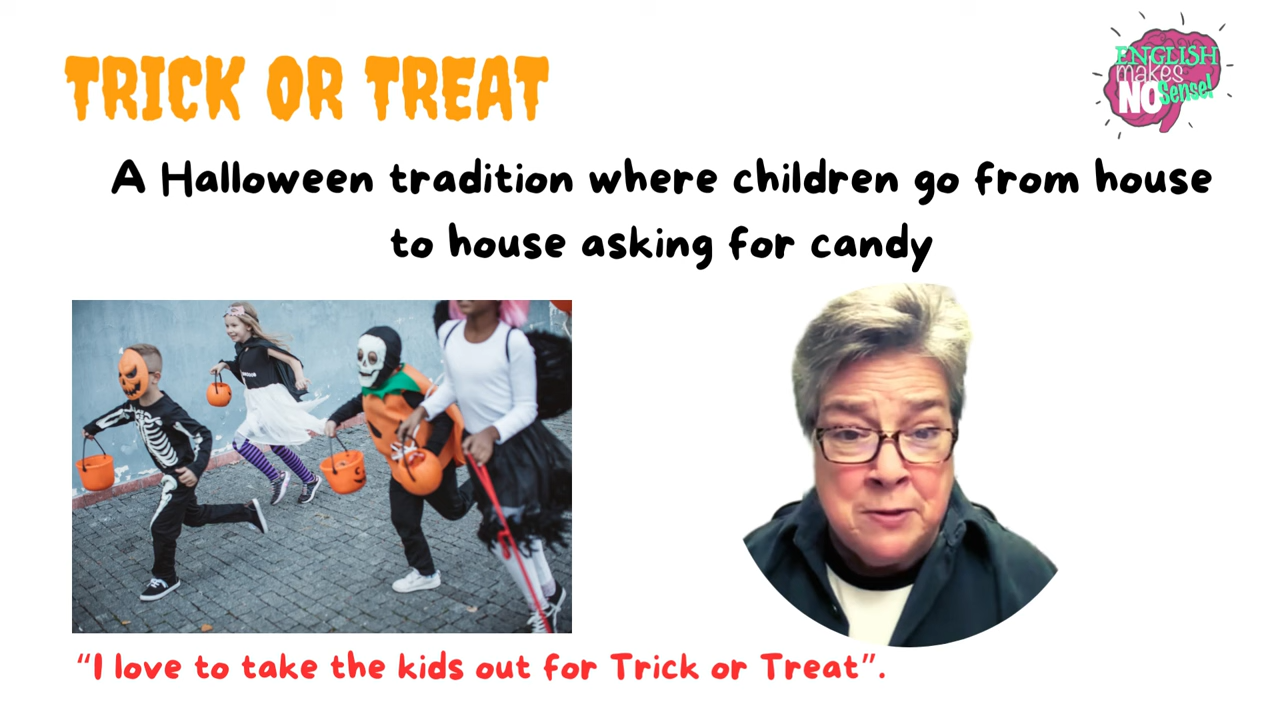 TRICK OR TREAT
ENGLISH
makes
NO Sense!
A Halloween tradition where children go from house
to house asking for candy
“I love to take the kids out for Trick or Treat”.